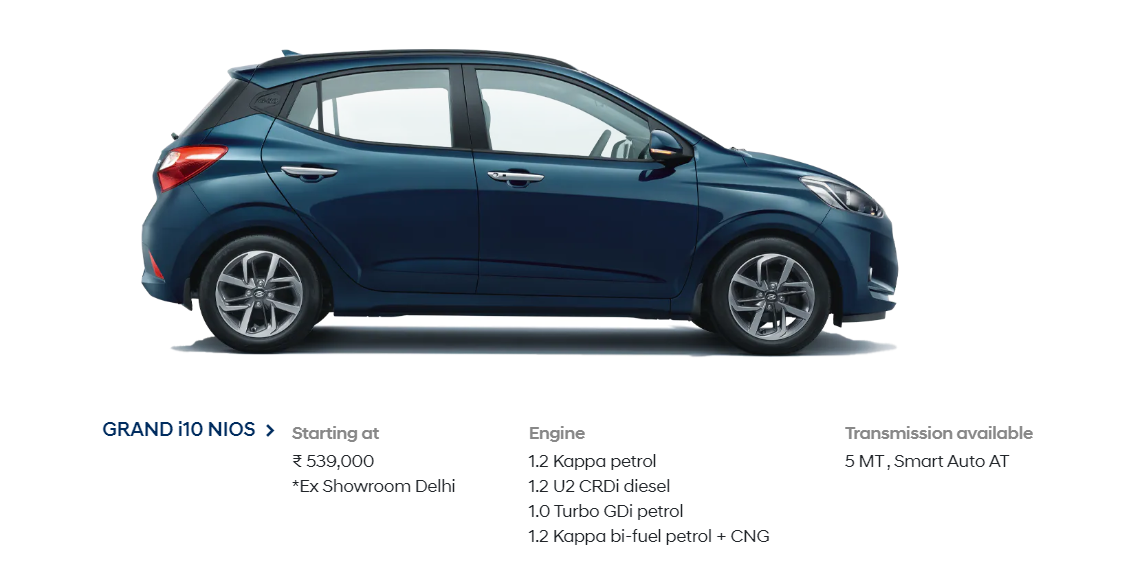 GRAND i10 NIOS
Starting at
₹ 539,000
*Ex Showroom Delhi
Engine
1.2 Kappa petrol
1.2 U2 CRDi diesel
1.0 Turbo GDi petrol
1.2 Kappa bi-fuel petrol + CNG
Transmission available
5 MT , Smart Auto AT